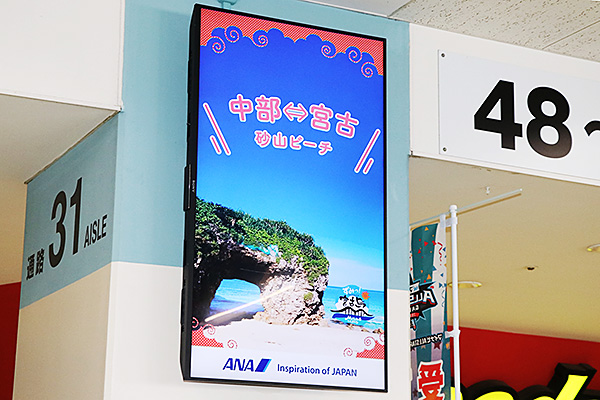 中部⇔宮古
砂山ビーチ
ANA Inspiration of JAPAN
通路 31 AISLE
48~